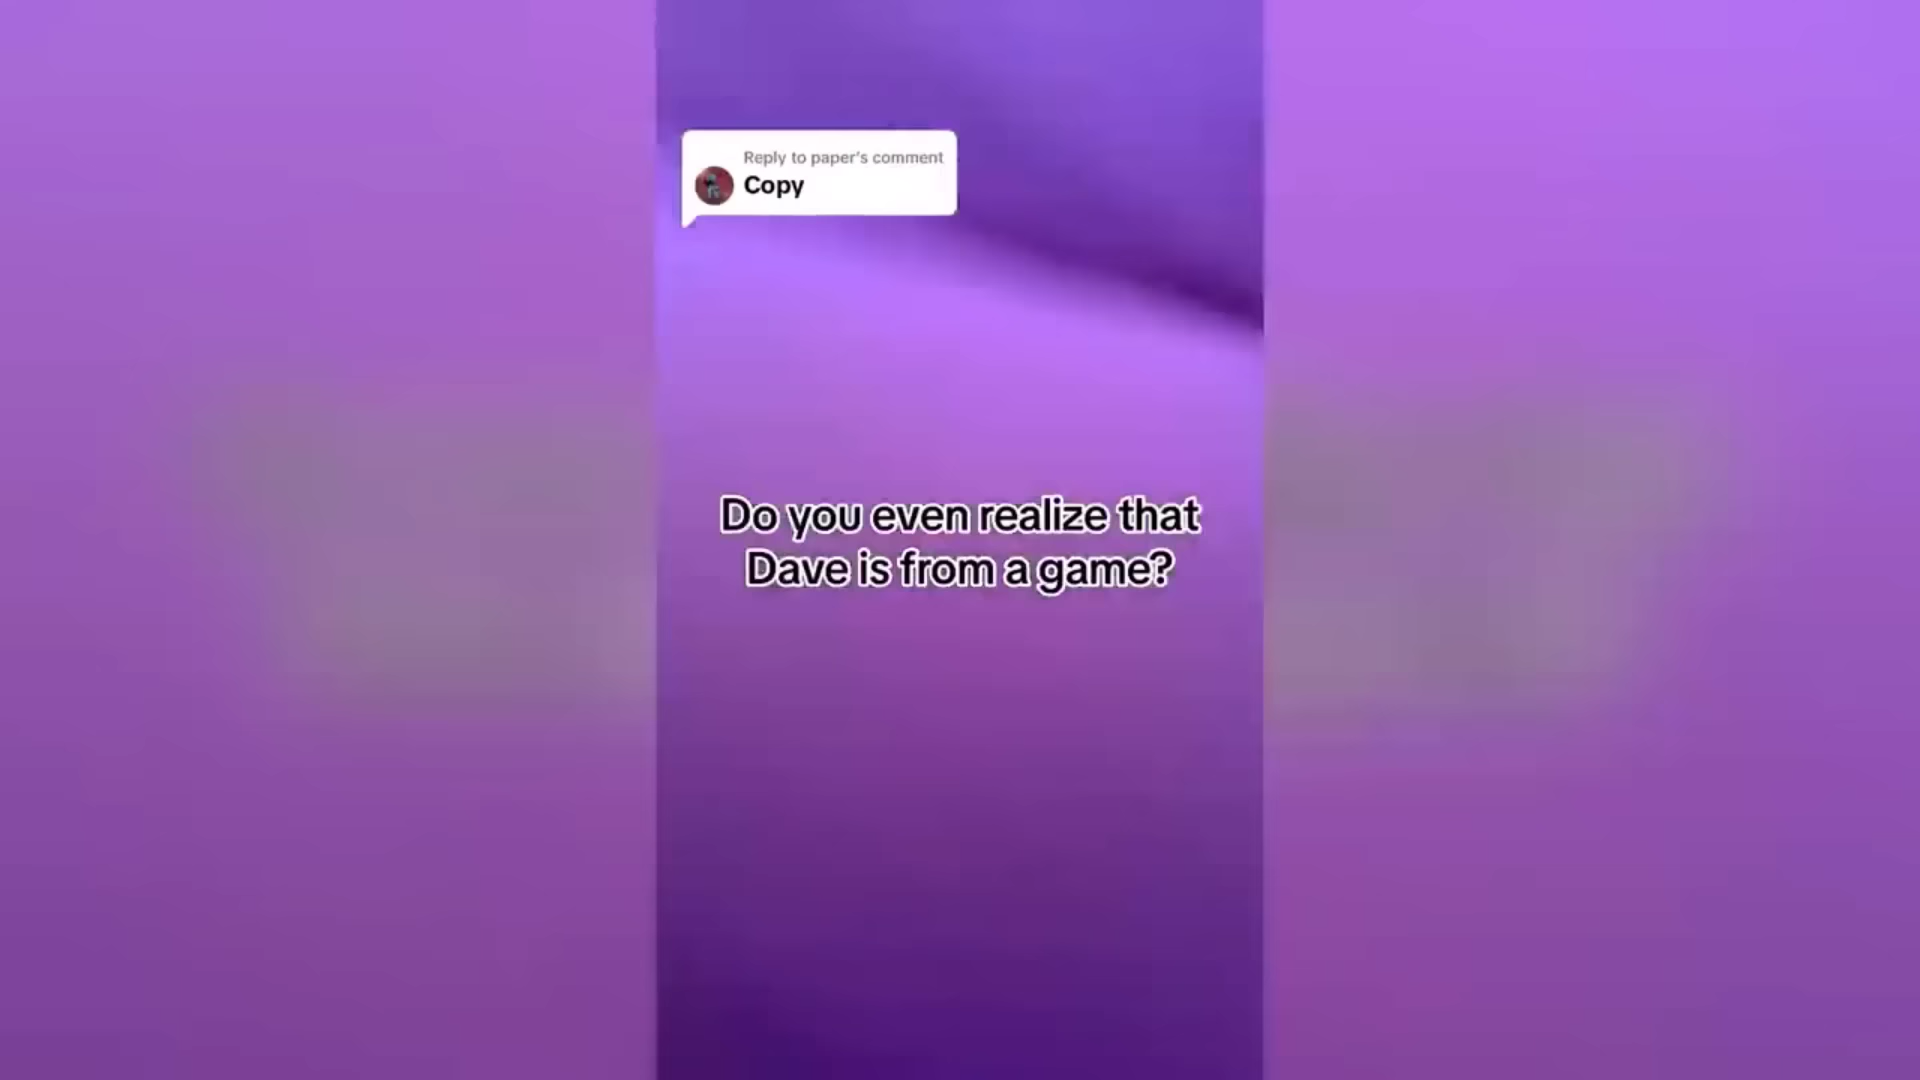 Reply to paper's comment
Copy
Do you even realize that
Dave is from a game?